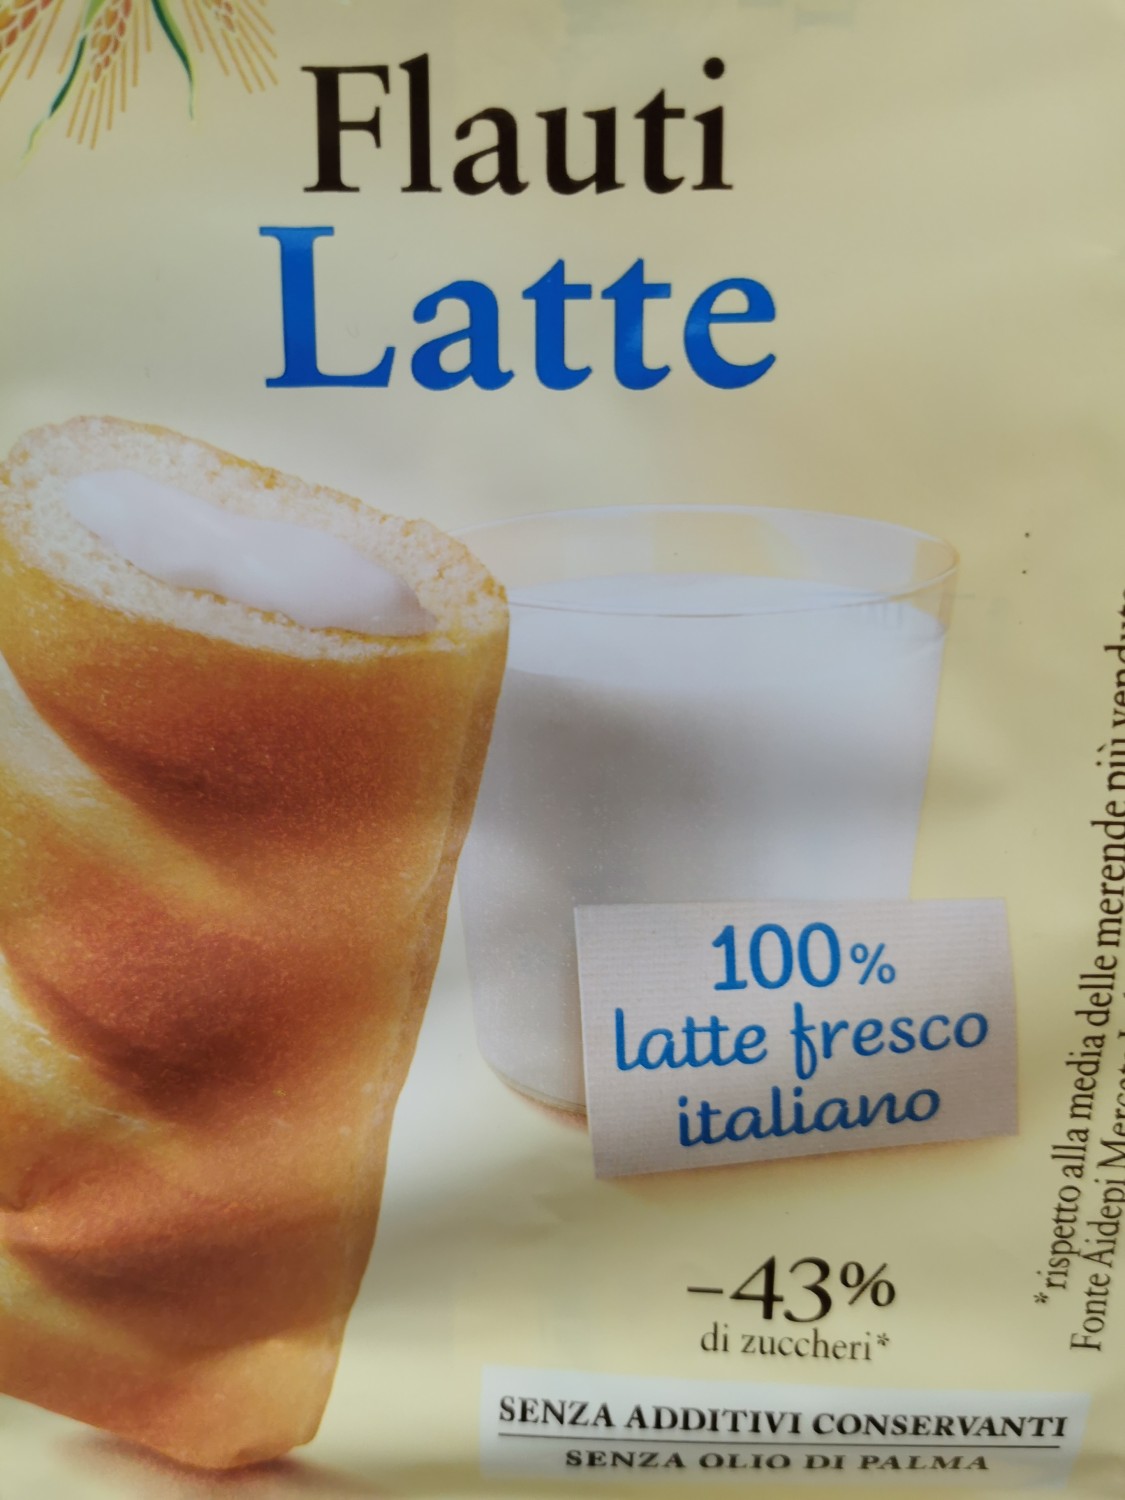 Flauti
Latte
100%
latte fresco
italiano
-43%
di zuccheri*
SENZA ADDITIVI CONSERVANTI
SENZA OLIO DI PALMA
*rispetto alla media delle merende più
Fonte Aidepi